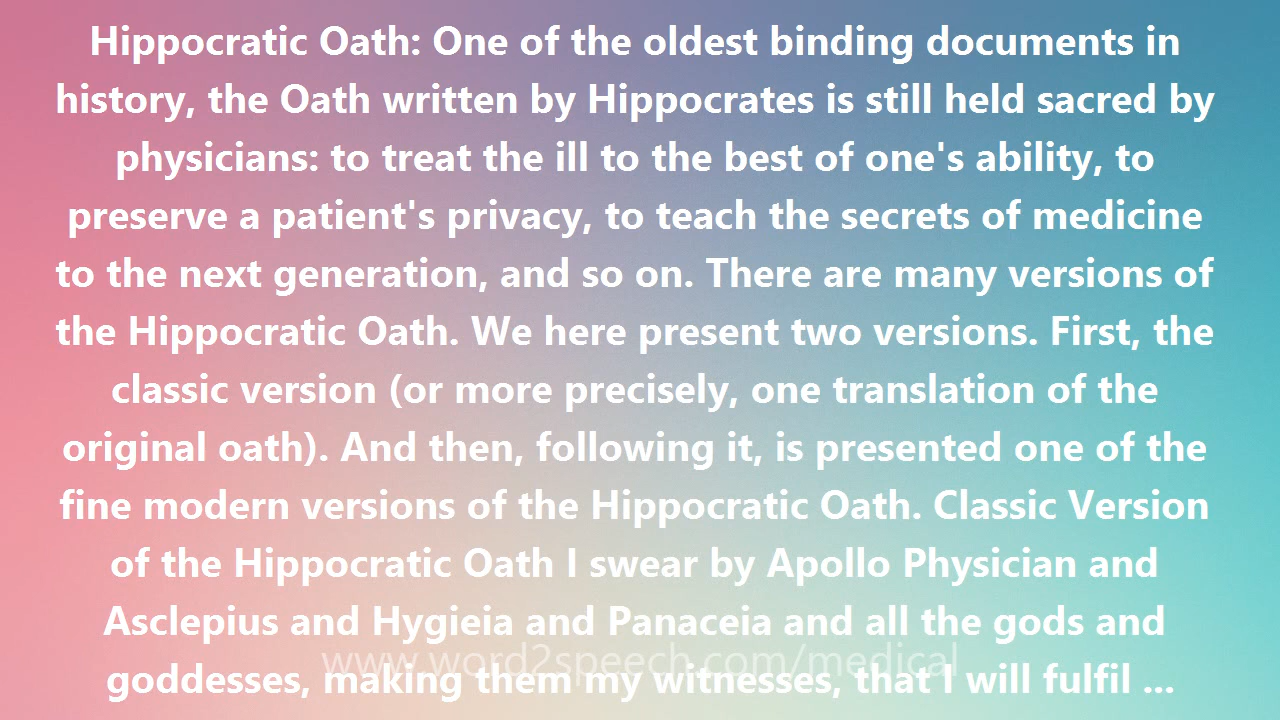 Hippocratic Oath: One of the oldest binding documents in
history, the Oath written by Hippocrates is still held sacred by
physicians: to treat the ill to the best of one's ability, to
preserve a patient's privacy, to teach the secrets of medicine
to the next generation, and so on. There are many versions of
the Hippocratic Oath. We here present two versions. First, the
classic version (or more precisely, one translation of the
original oath). And then, following it, is presented one of the
fine modern versions of the Hippocratic Oath. Classic Version
of the Hippocratic Oath I swear by Apollo Physician and
Asclepius and Hygieia and Panaceia and all the gods and
www.word2speech.com/medical
goddesses, making them my witnesses, that I will fulfil ...